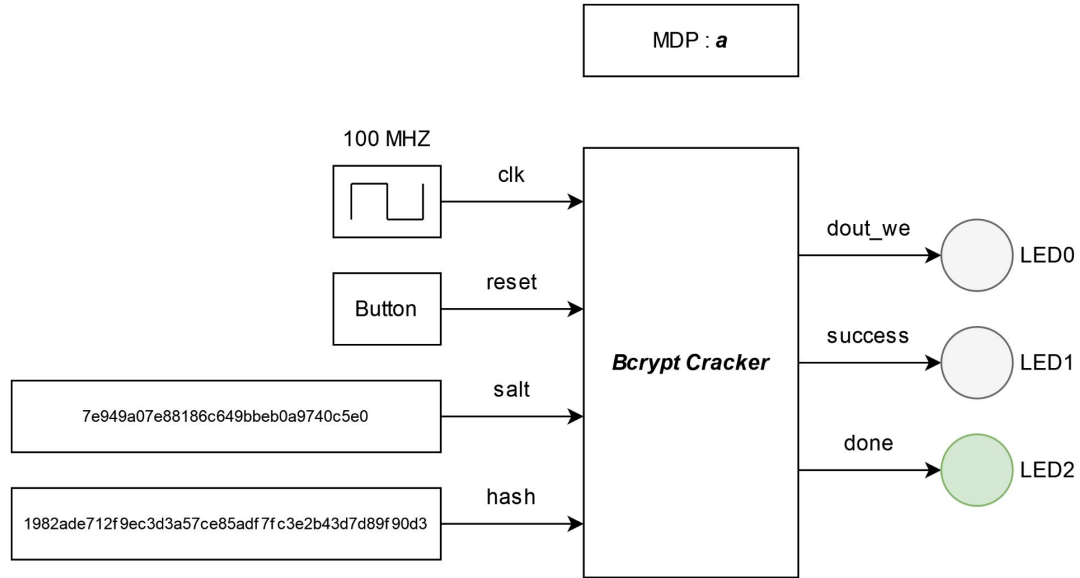 MDP : a
100 MHZ
clk
dout_we
LED0
reset
Button
success
LED1
Bcrypt Cracker
salt
7e949a07e88186c649bbeb0a9740c5e0
done
LED2
hash
1982ade712f9ec3d3a57ce85adf7fc3e2b43d7d89f90d3